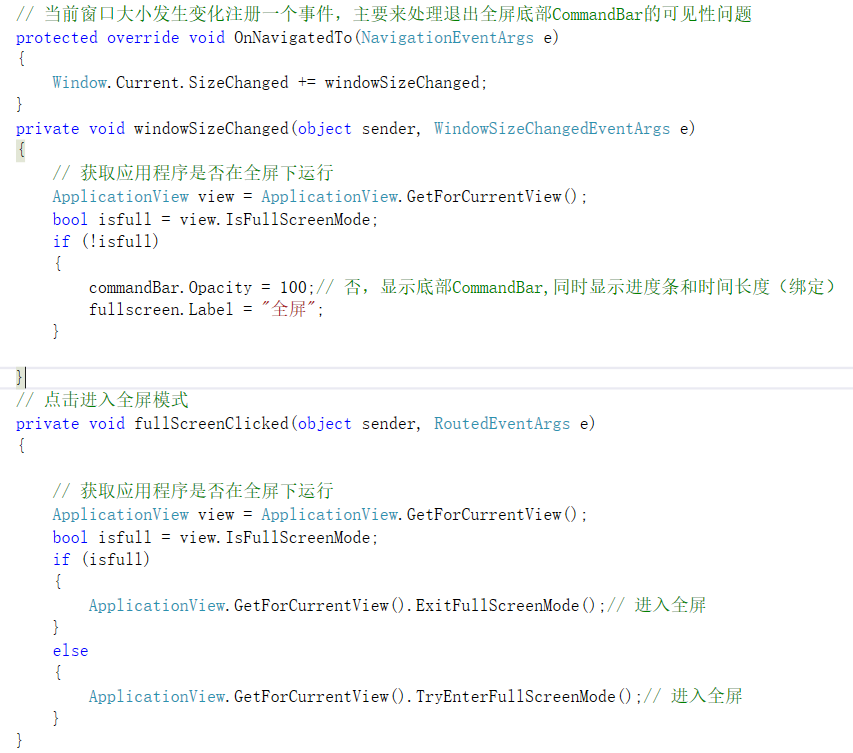 // 当前窗口大小发生变化注册一个事件，主要来处理退出全屏底部CommandBar的可见性问题
protected override void OnNavigatedTo(NavigationEventArgs e)
{
    Window.Current.SizeChanged += windowSizeChanged;
}
private void windowSizeChanged(object sender, WindowSizeChangedEventArgs e)
{
    // 获取应用程序是否在全屏下运行
    ApplicationView view = ApplicationView.GetForCurrentView();
    bool isfull = view.IsFullScreenMode;
    if (!isfull)
    {
        commandBar.Opacity = 100;// 否，显示底部CommandBar,同时显示进度条和时间长度（绑定）
        fullscreen.Label = "全屏";
    }
}
// 点击进入全屏模式
private void fullScreenClicked(object sender, RoutedEventArgs e)
{
    // 获取应用程序是否在全屏下运行
    ApplicationView view = ApplicationView.GetForCurrentView();
    bool isfull = view.IsFullScreenMode;
    if (isfull)
    {
        ApplicationView.GetForCurrentView().ExitFullScreenMode();// 进入全屏
    }
    else
    {
        ApplicationView.GetForCurrentView().TryEnterFullScreenMode();// 进入全屏
    }
}